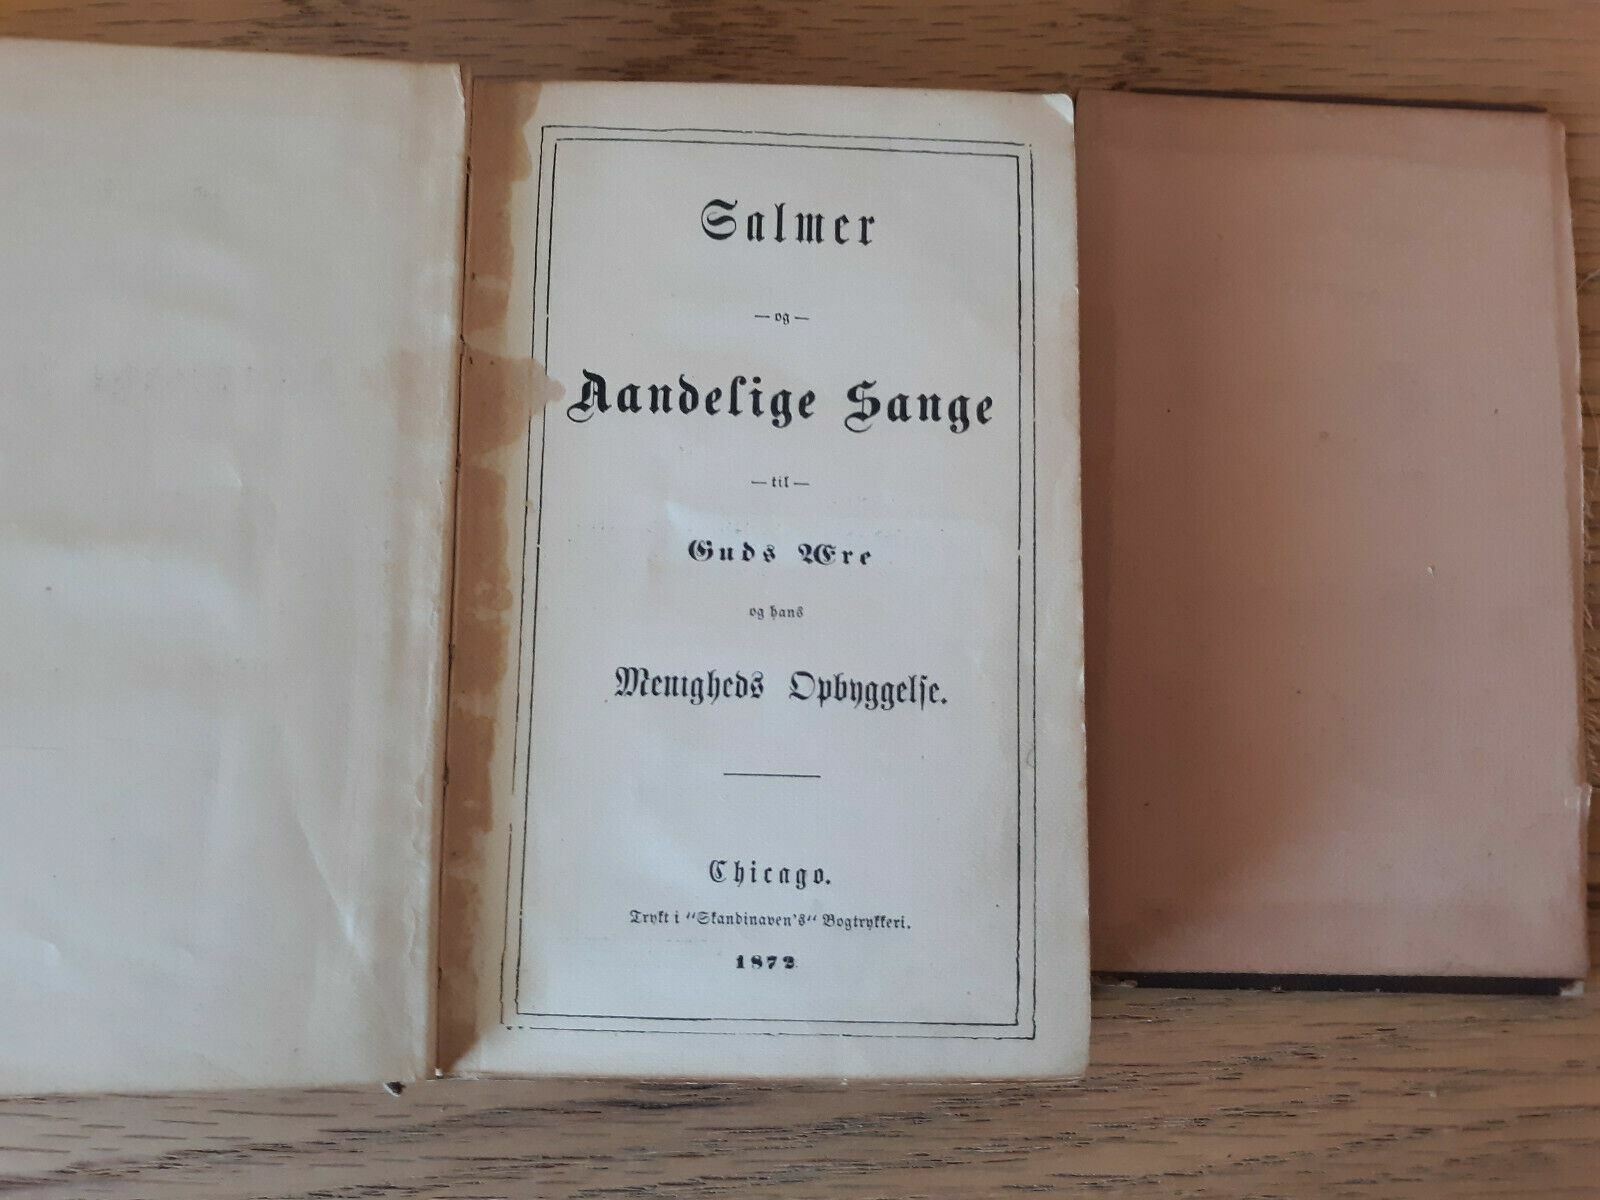 Salmer
— og —
Aandelige Sange
— til —
Guds Ære
og hans
Menigheds Opbyggelse.
Chicago.
Trykt i "Skandinaven's" Bogtrykkeri.
1872